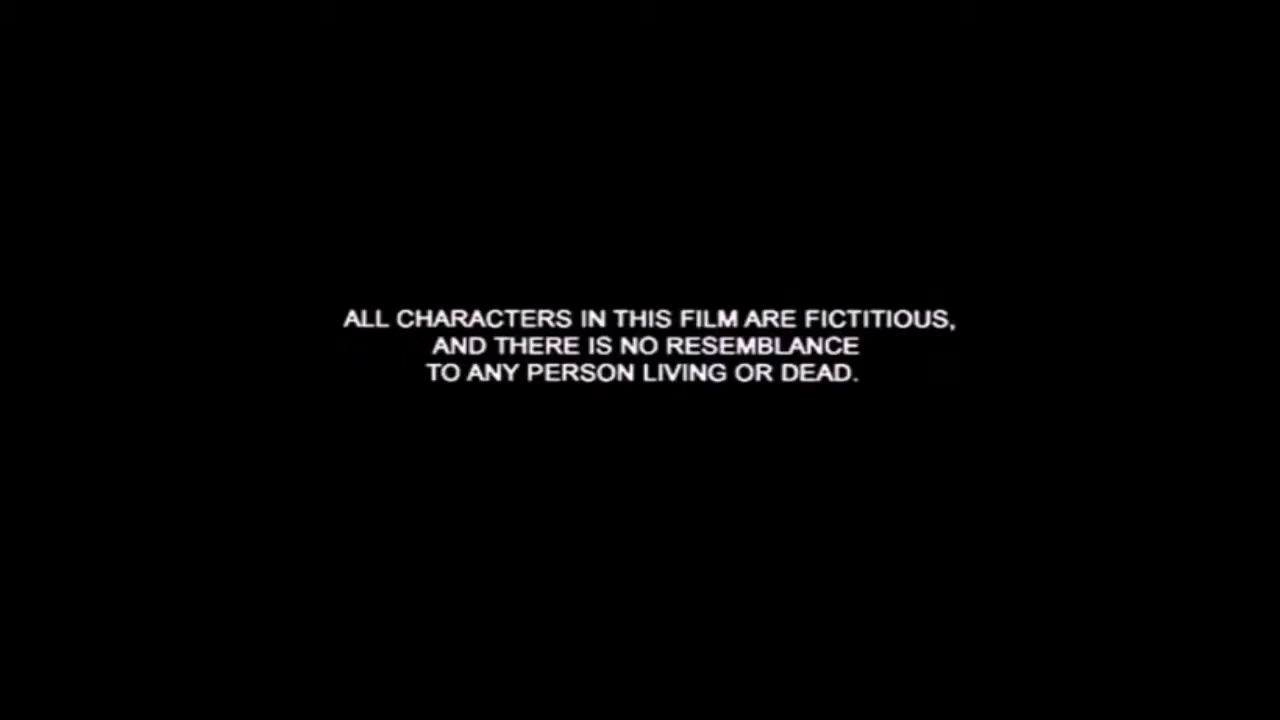 ALL CHARACTERS IN THIS FILM ARE FICTITIOUS,
AND THERE IS NO RESEMBLANCE
TO ANY PERSON LIVING OR DEAD.